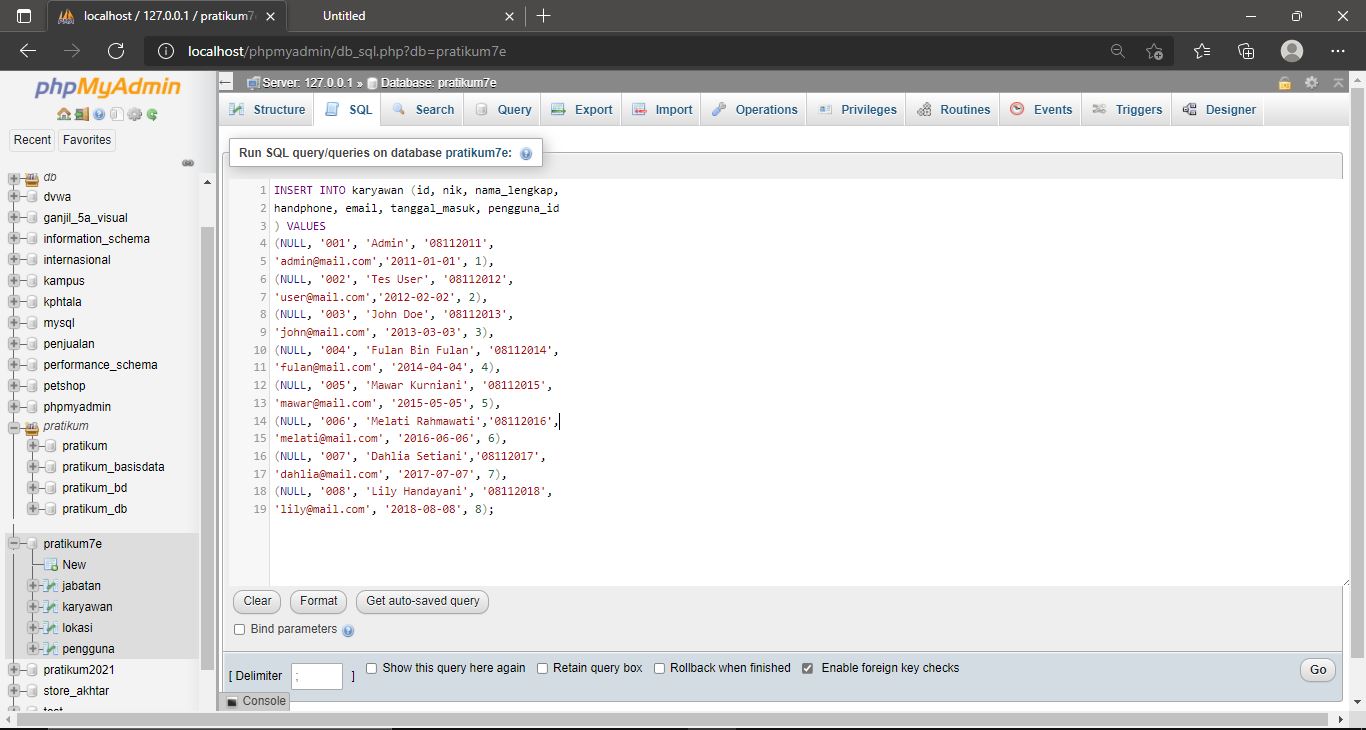 localhost / 127.0.0.1 / pratikum7
Untitled
localhost/phpmyadmin/db_sql.php?db=pratikum7e
phpMyAdmin
Recent Favorites
db
dvwa
ganjil_5a_visual
information_schema
internasional
kampus
kphtala
mysql
penjualan
performance_schema
petshop
phpmyadmin
pratikum
pratikum
pratikum_basisdata
pratikum_bd
pratikum_db
pratikum7e
New
jabatan
karyawan
lokasi
pengguna
pratikum2021
store_akhtar
Server: 127.0.0.1 » Database: pratikum7e
Structure SQL Search Query Export Import Operations Privileges Routines Events Triggers Designer
Run SQL query/queries on database pratikum7e:
1 INSERT INTO karyawan (id, nik, nama_lengkap,
2 handphone, email, tanggal_masuk, pengguna_id
3 ) VALUES
4 (NULL, '001', 'Admin', '08112011',
5 'admin@mail.com','2011-01-01', 1),
6 (NULL, '002', 'Tes User', '08112012',
7 'user@mail.com','2012-02-02', 2),
8 (NULL, '003', 'John Doe', '08112013',
9 'john@mail.com', '2013-03-03', 3),
10 (NULL, '004', 'Fulan Bin Fulan', '08112014',
11 'fulan@mail.com', '2014-04-04', 4),
12 (NULL, '005', 'Mawar Kurniani', '08112015',
13 'mawar@mail.com', '2015-05-05', 5),
14 (NULL, '006', 'Melati Rahmawati','08112016',
15 'melati@mail.com', '2016-06-06', 6),
16 (NULL, '007', 'Dahlia Setiani','08112017',
17 'dahlia@mail.com', '2017-07-07', 7),
18 (NULL, '008', 'Lily Handayani', '08112018',
19 'lily@mail.com', '2018-08-08', 8);
Clear Format Get auto-saved query
Bind parameters
[ Delimiter ; ] Show this query here again Retain query box Rollback when finished Enable foreign key checks Go
Console